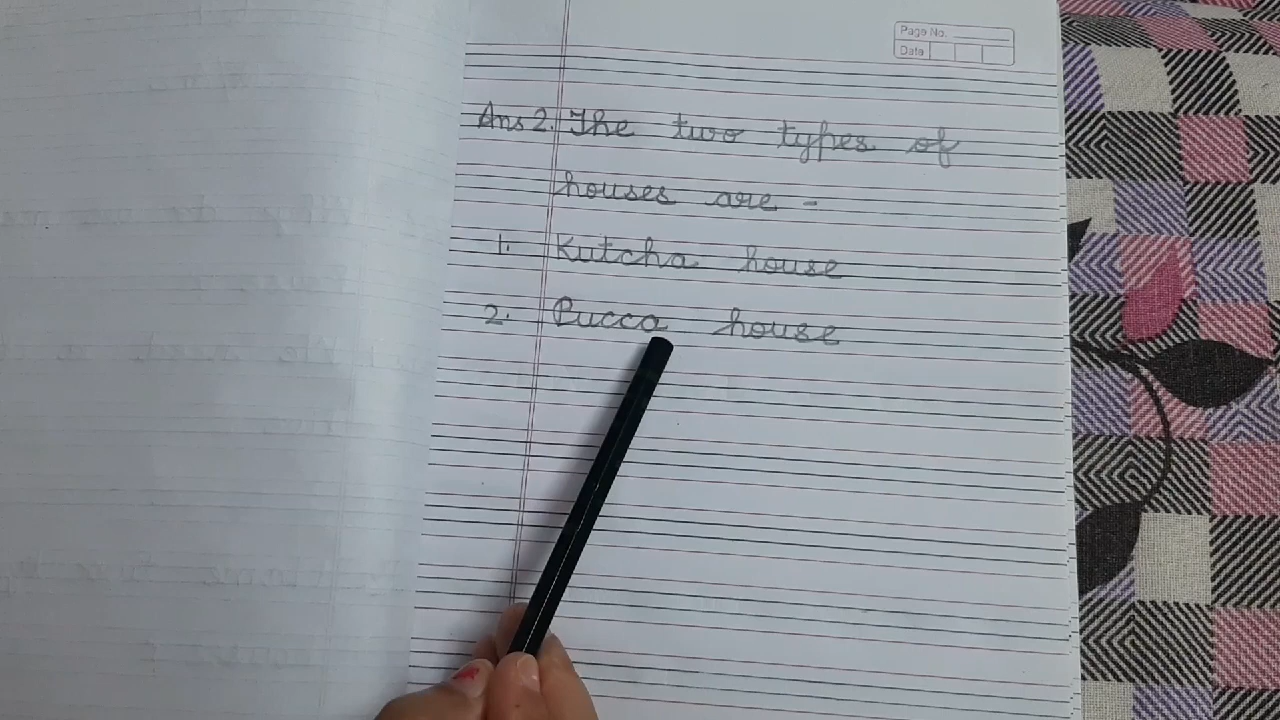 Page No.
Date
Ans 2. The two types of
houses are -
1. Kutcha house
2. Pucca house